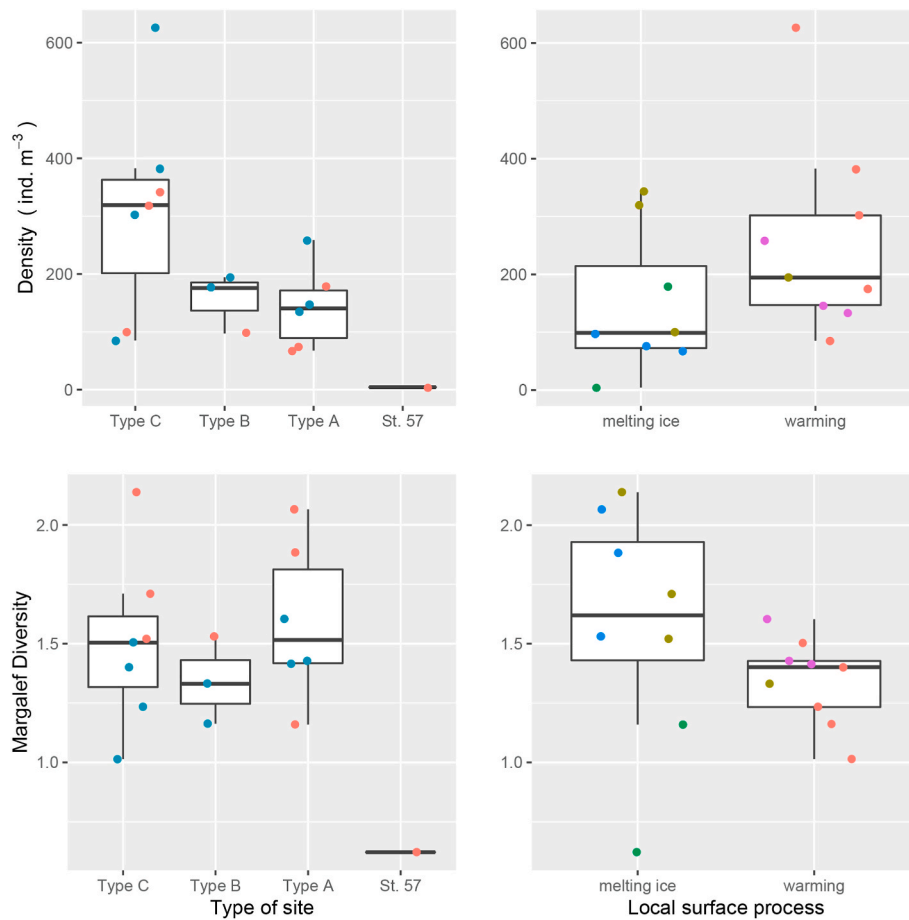 600
400
200
0
Density ( ind. m⁻³ )
Type C Type B Type A St. 57
600
400
200
0
melting ice warming
2.0
1.5
1.0
Margalef Diversity
Type C Type B Type A St. 57
Type of site
2.0
1.5
1.0
melting ice warming
Local surface process